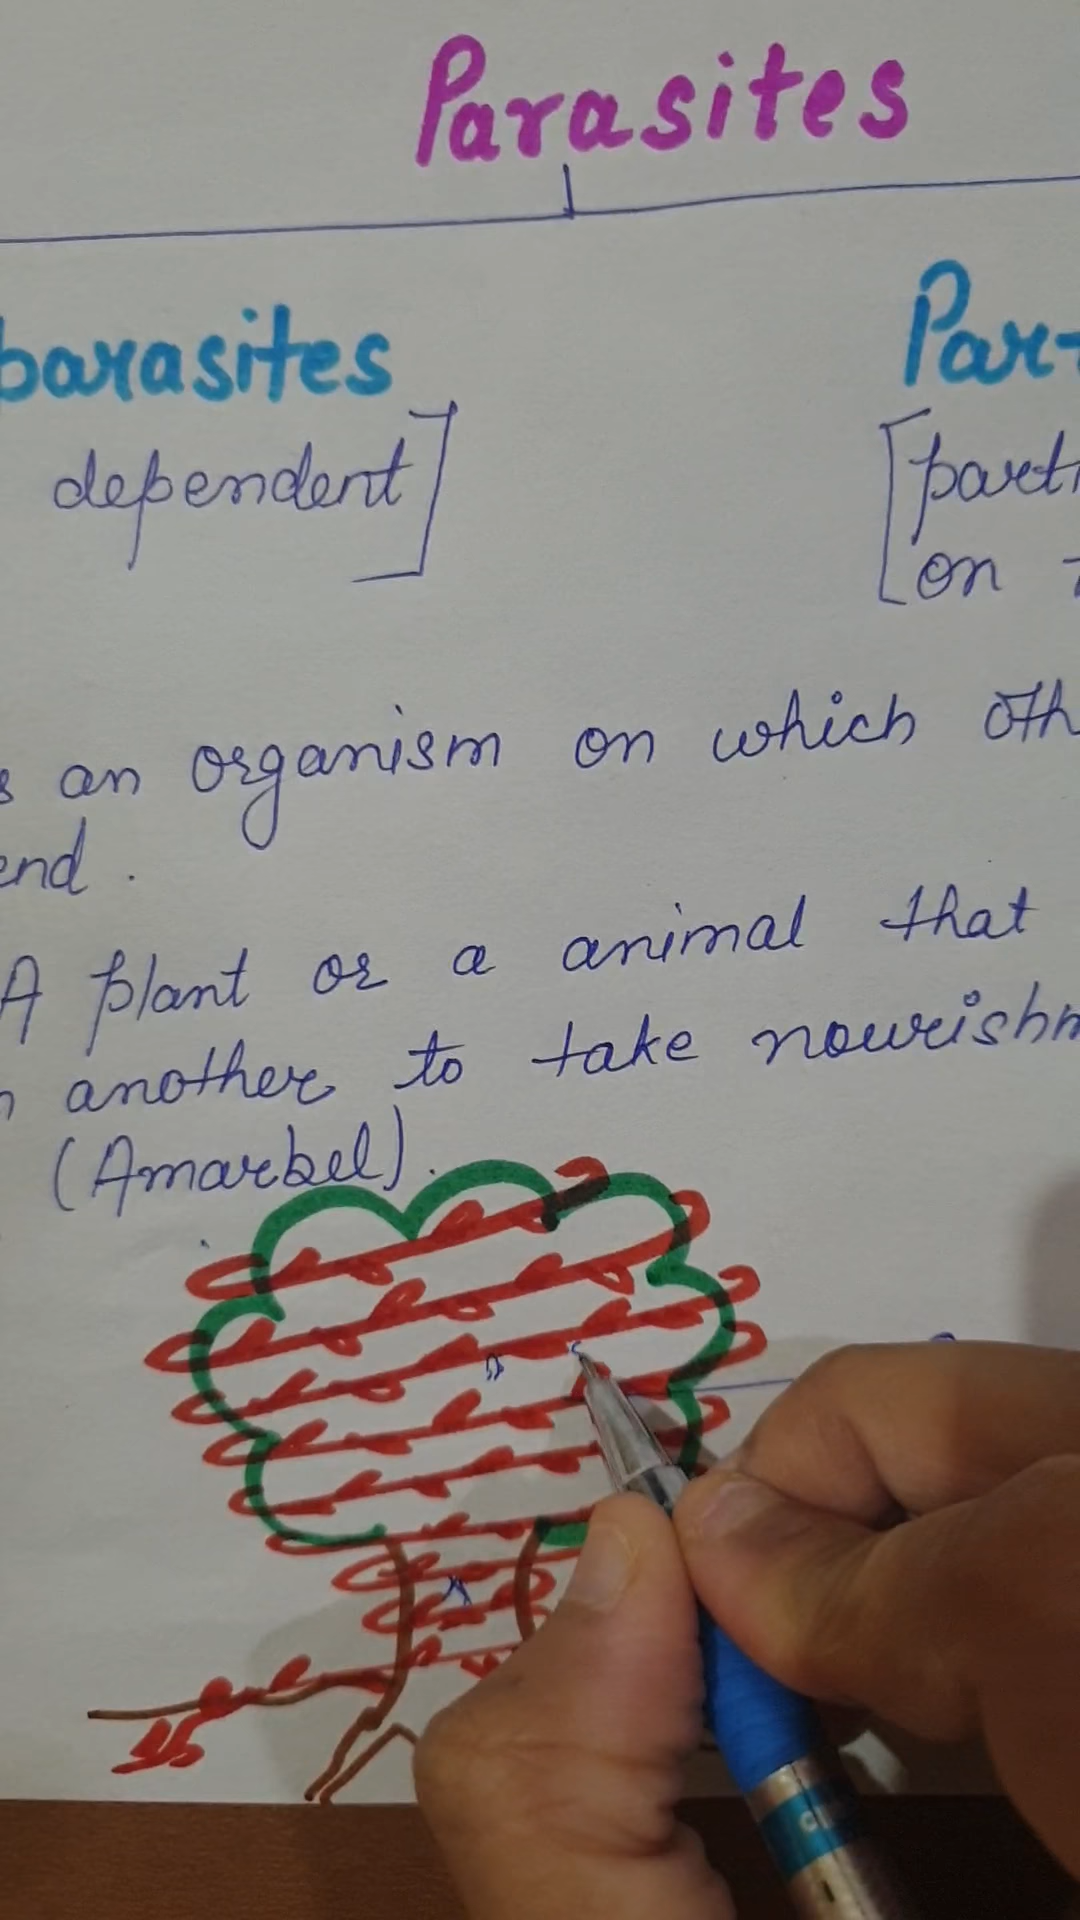 Parasites
parasites
Part
dependent]
[parti
on
an organism on which oth
end.
A plant or a animal that
another to take nourishm
(Amarbel).